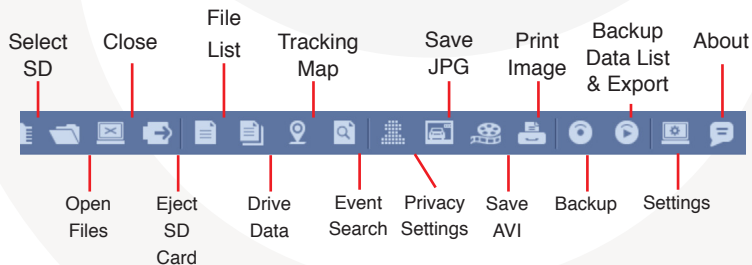 Select
SD
Close
File
List
Tracking
Map
Save
JPG
Print
Image
Backup
Data List
& Export
About
Open
Files
Eject
SD
Card
Drive
Data
Event
Search
Privacy
Settings
Save
AVI
Backup
Settings